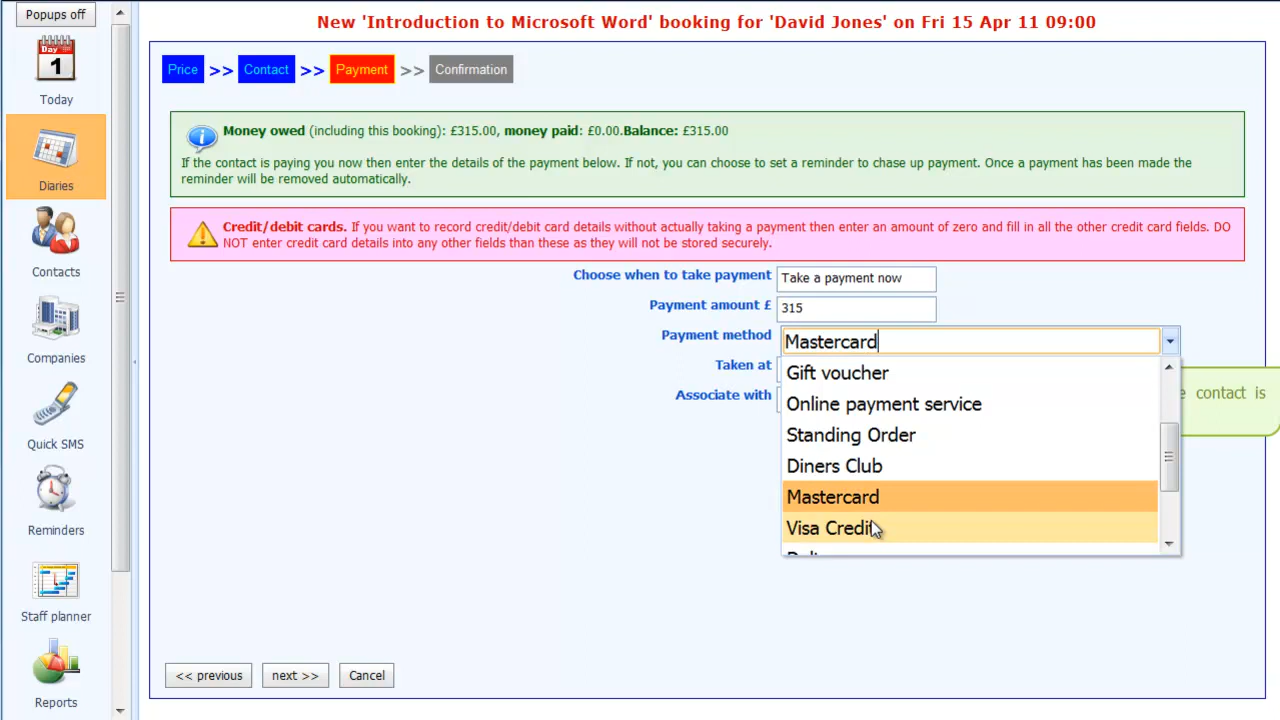 Popups off
Day
1
Today
Diaries
Contacts
Companies
Quick SMS
Reminders
Staff planner
Reports
New 'Introduction to Microsoft Word' booking for 'David Jones' on Fri 15 Apr 11 09:00
Price >> Contact >> Payment >> Confirmation
Money owed (including this booking): £315.00, money paid: £0.00.Balance: £315.00
If the contact is paying you now then enter the details of the payment below. If not, you can choose to set a reminder to chase up payment. Once a payment has been made the
reminder will be removed automatically.
Credit/debit cards. If you want to record credit/debit card details without actually taking a payment then enter an amount of zero and fill in all the other credit card fields. DO
NOT enter credit card details into any other fields than these as they will not be stored securely.
Choose when to take payment Take a payment now
Payment amount £ 315
Payment method Mastercard
Taken at
Associate with
contact is
Gift voucher
Online payment service
Standing Order
Diners Club
Mastercard
Visa Credit
<< previous next >> Cancel